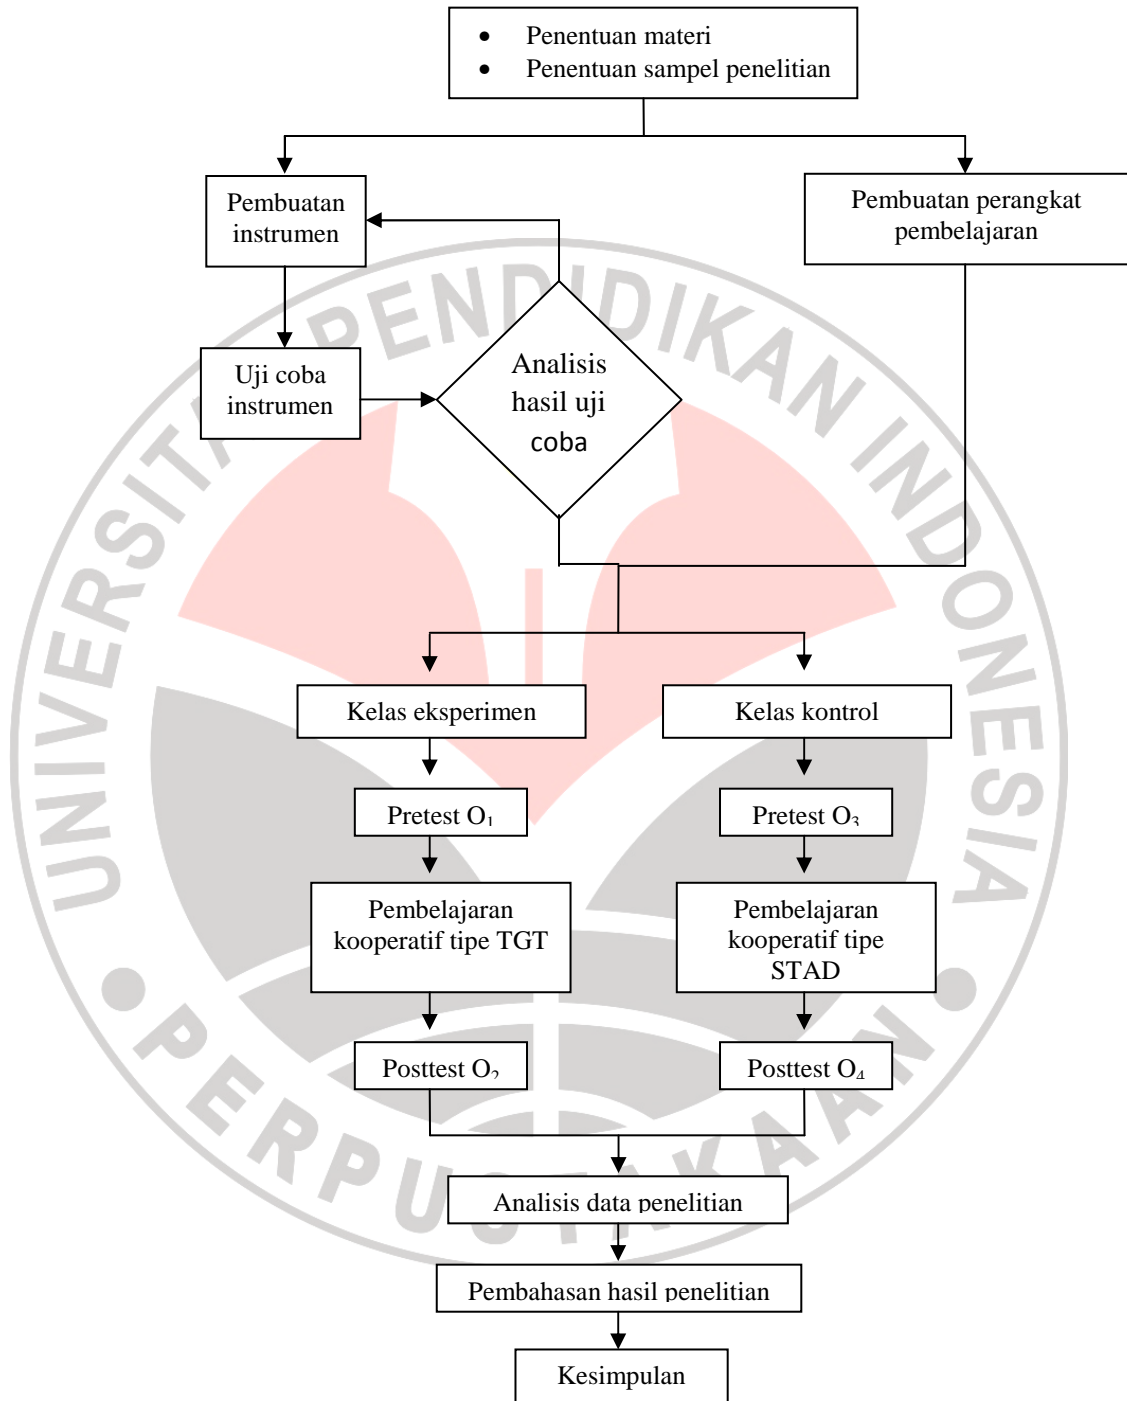 • Penentuan materi
• Penentuan sampel penelitian
Pembuatan
instrumen
Pembuatan perangkat
pembelajaran
Uji coba
instrumen
Analisis
hasil uji
coba
Kelas eksperimen
Kelas kontrol
Pretest O₁
Pretest O₃
Pembelajaran
kooperatif tipe TGT
Pembelajaran
kooperatif tipe
STAD
Posttest O₂
Posttest O₄
Analisis data penelitian
Pembahasan hasil penelitian
Kesimpulan
UNIVERSITAS PENDIDIKAN INDONESIA
PERPUSTAKAAN